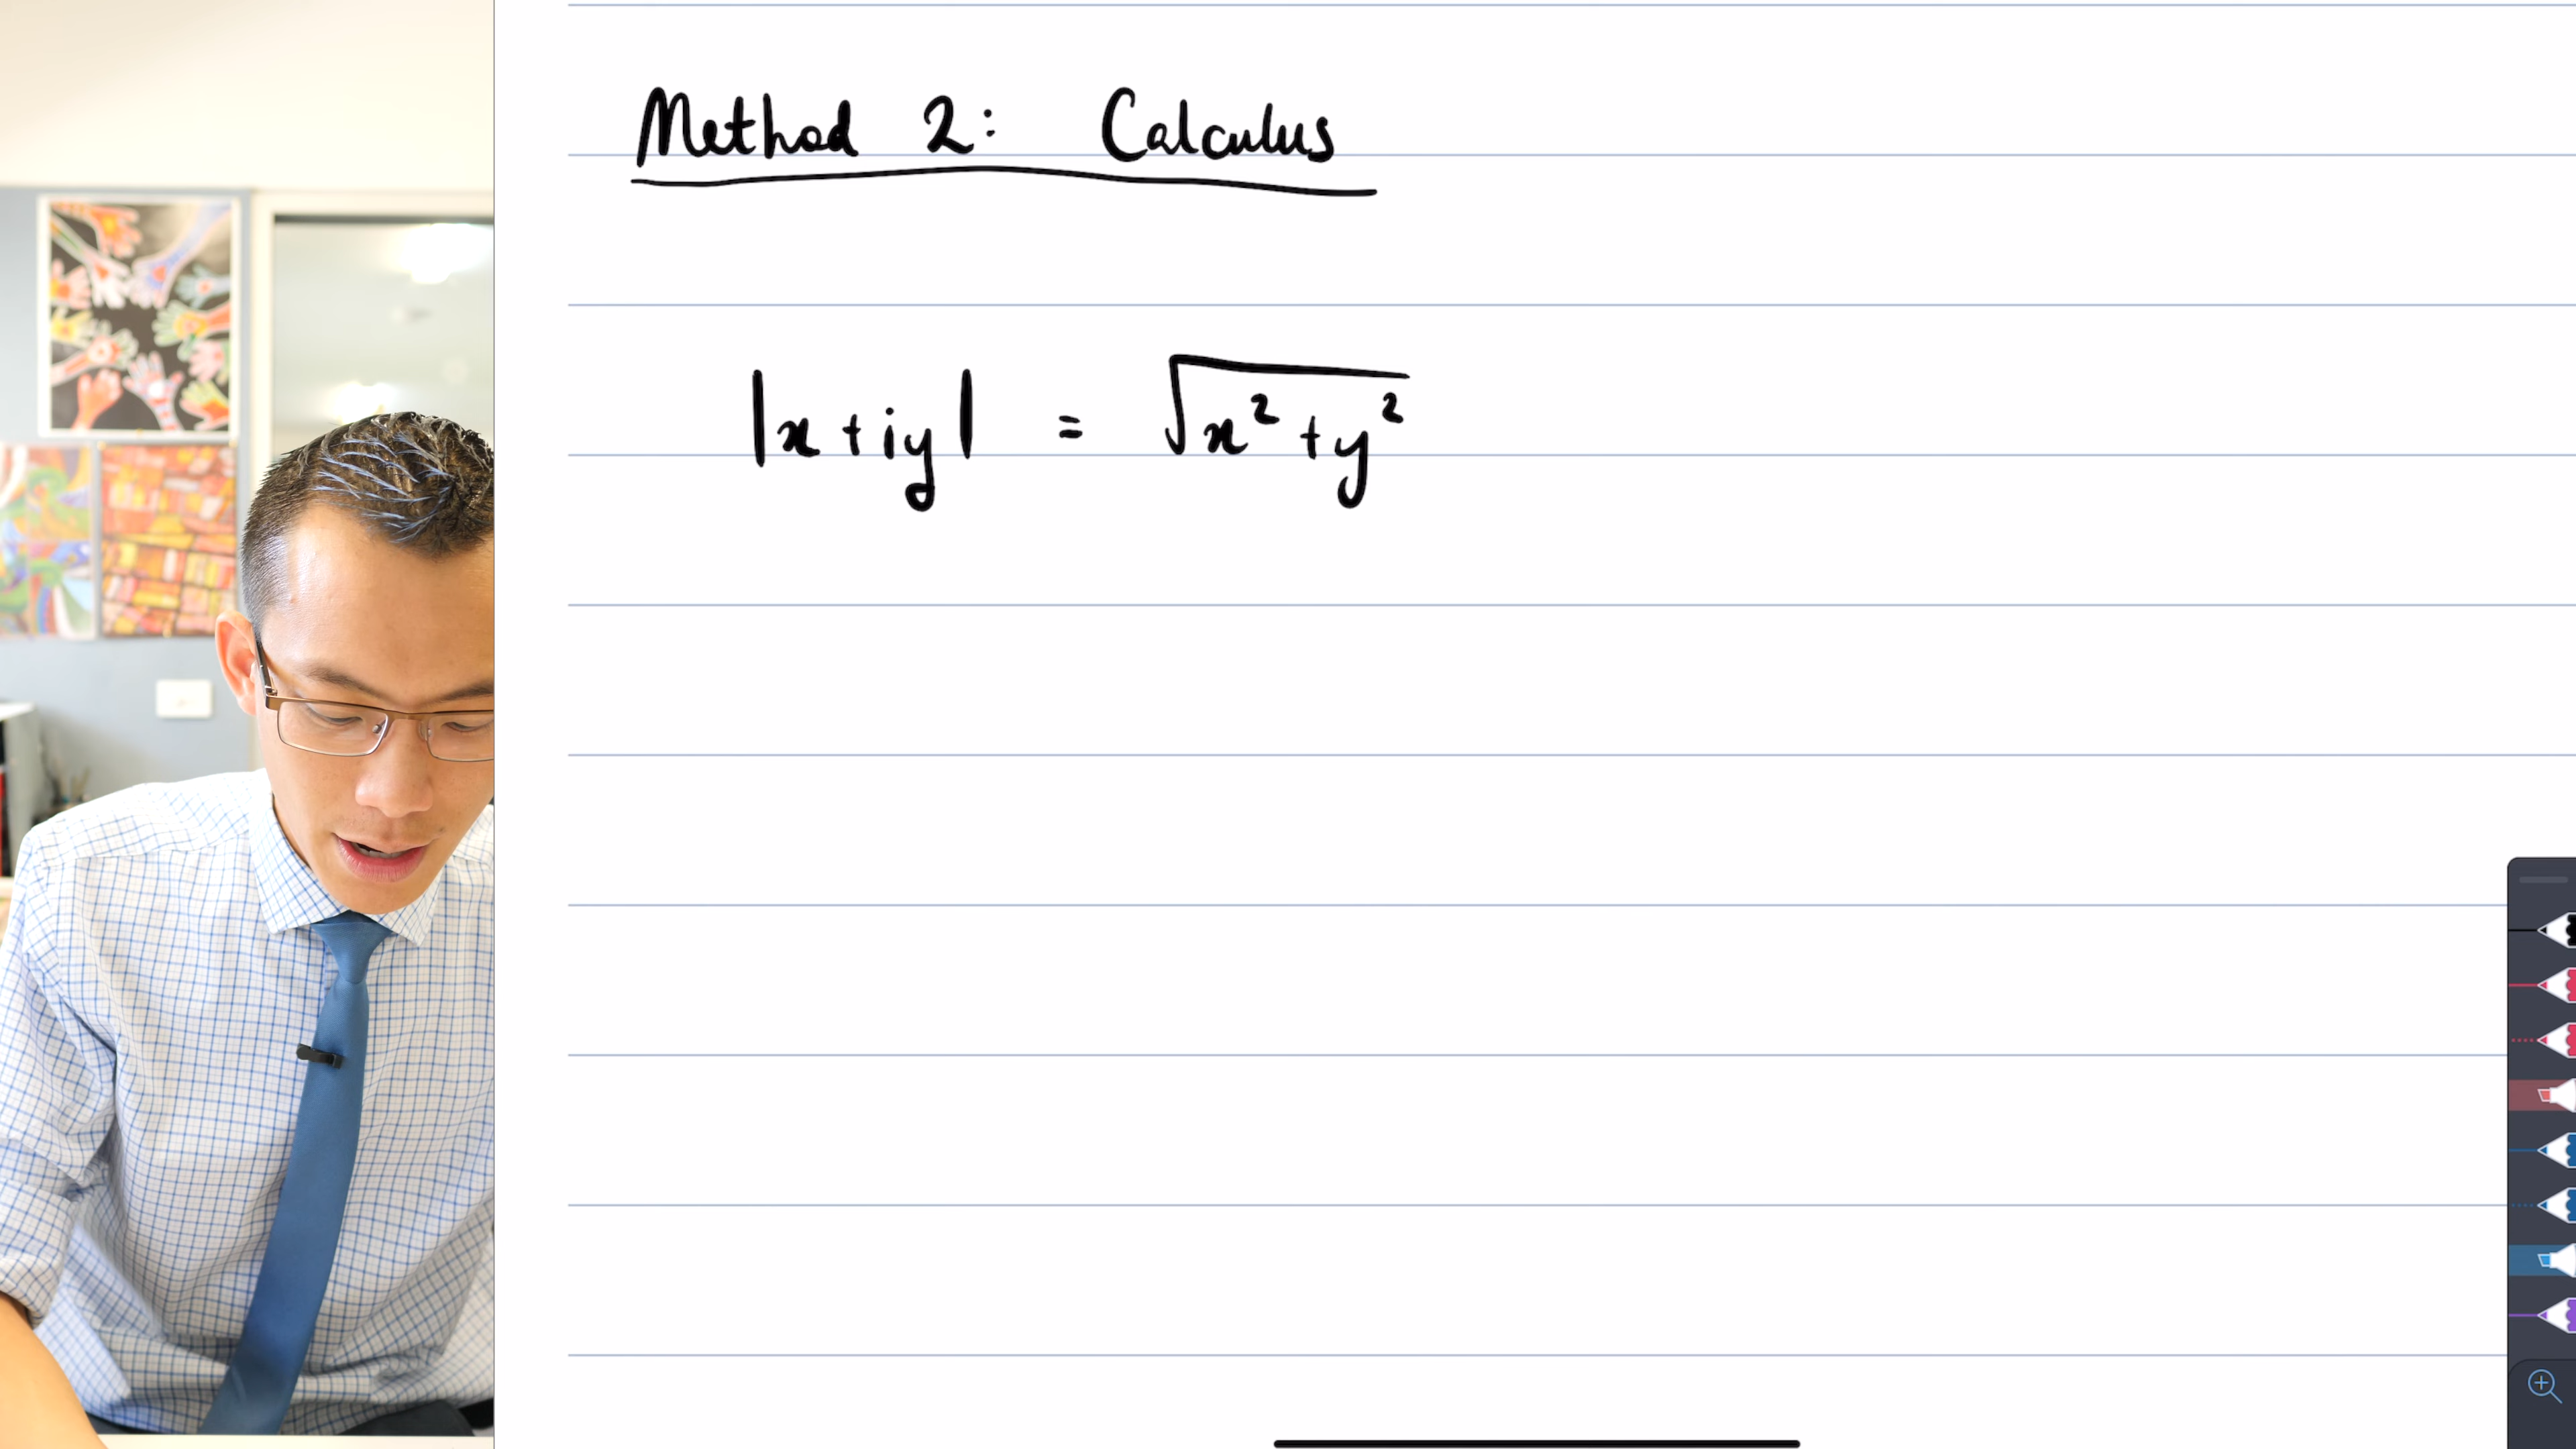 Method 2: Calculus
|x + iy| = √x² + y²